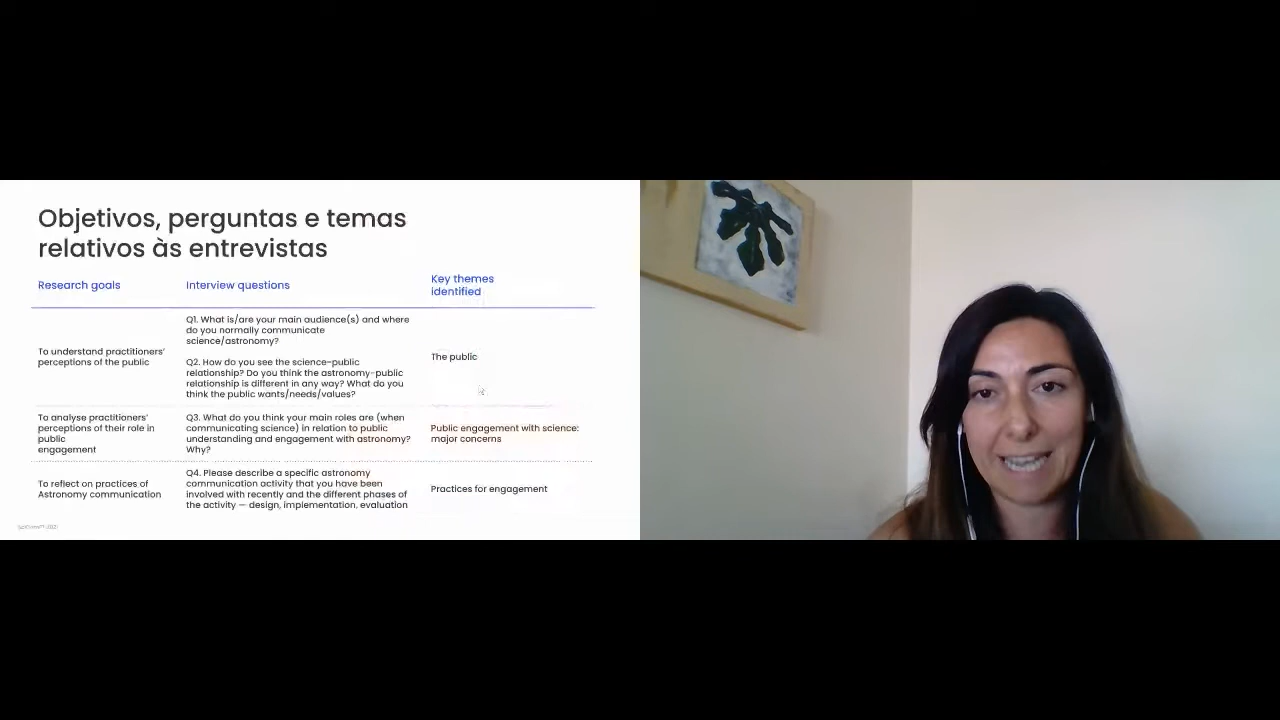 Objetivos, perguntas e temas
relativos às entrevistas
Research goals
Interview questions
Key themes
identified
To understand practitioners'
perceptions of the public
Q1. What is/are your main audience(s) and where
do you normally communicate
science/astronomy?
Q2. How do you see the science-public
relationship? Do you think the astronomy-public
relationship is different in any way? What do you
think the public wants/needs/values?
The public
To analyse practitioners'
perceptions of their role in
public
engagement
Q3. What do you think your main roles are (when
communicating science) in relation to public
understanding and engagement with astronomy?
Why?
Public engagement with science:
major concerns
To reflect on practices of
Astronomy communication
Q4. Please describe a specific astronomy
communication activity that you have been
involved with recently and the different phases of
the activity — design, implementation, evaluation
Practices for engagement